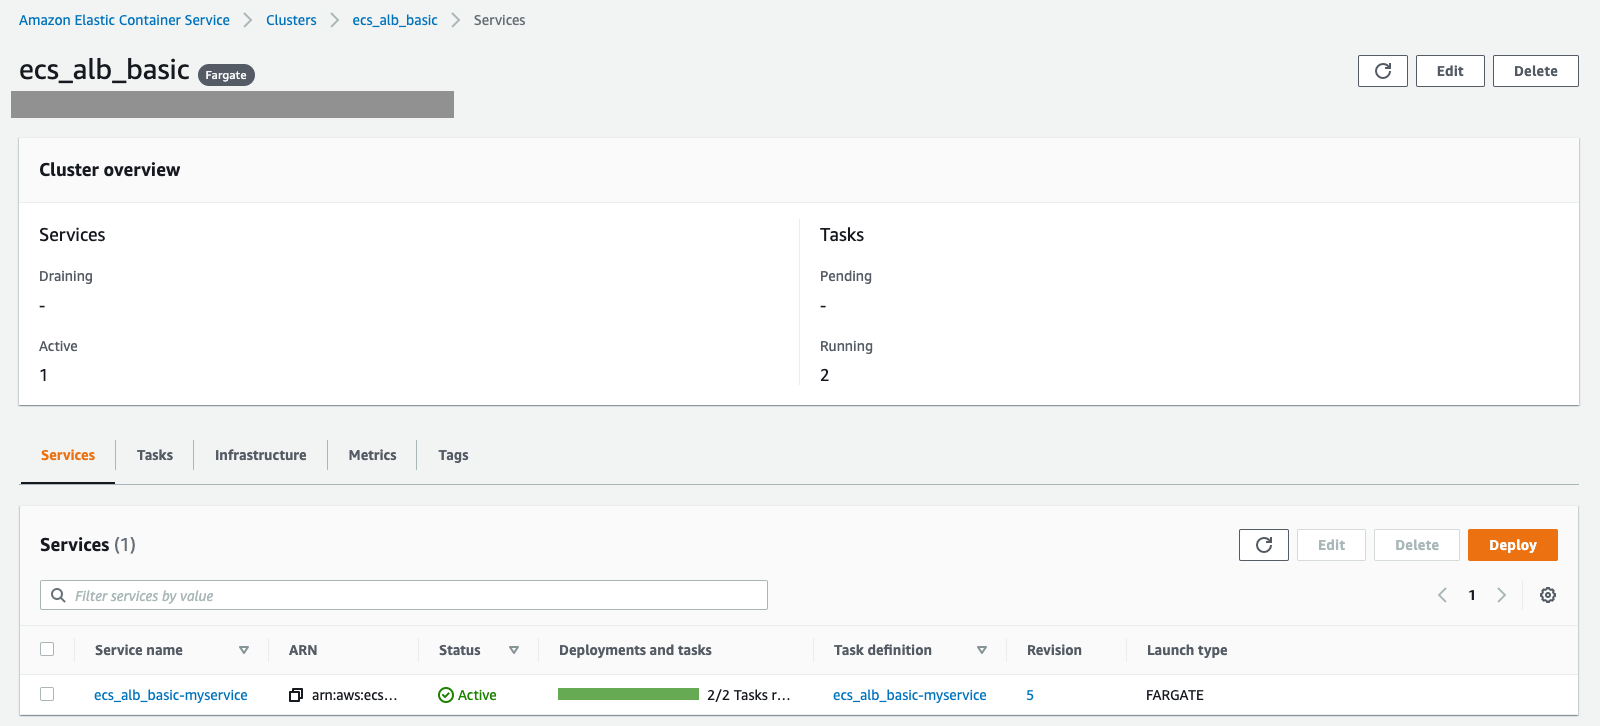 Amazon Elastic Container Service Clusters ecs_alb_basic Services
ecs_alb_basic Fargate
Edit Delete
Cluster overview
Services
Draining
-
Active
1
Tasks
Pending
-
Running
2
Services Tasks Infrastructure Metrics Tags
Services (1)
Edit Delete Deploy
Filter services by value
1
Service name ARN Status Deployments and tasks Task definition Revision Launch type
ecs_alb_basic-myservice arn:aws:ecs... Active 2/2 Tasks r... ecs_alb_basic-myservice 5 FARGATE